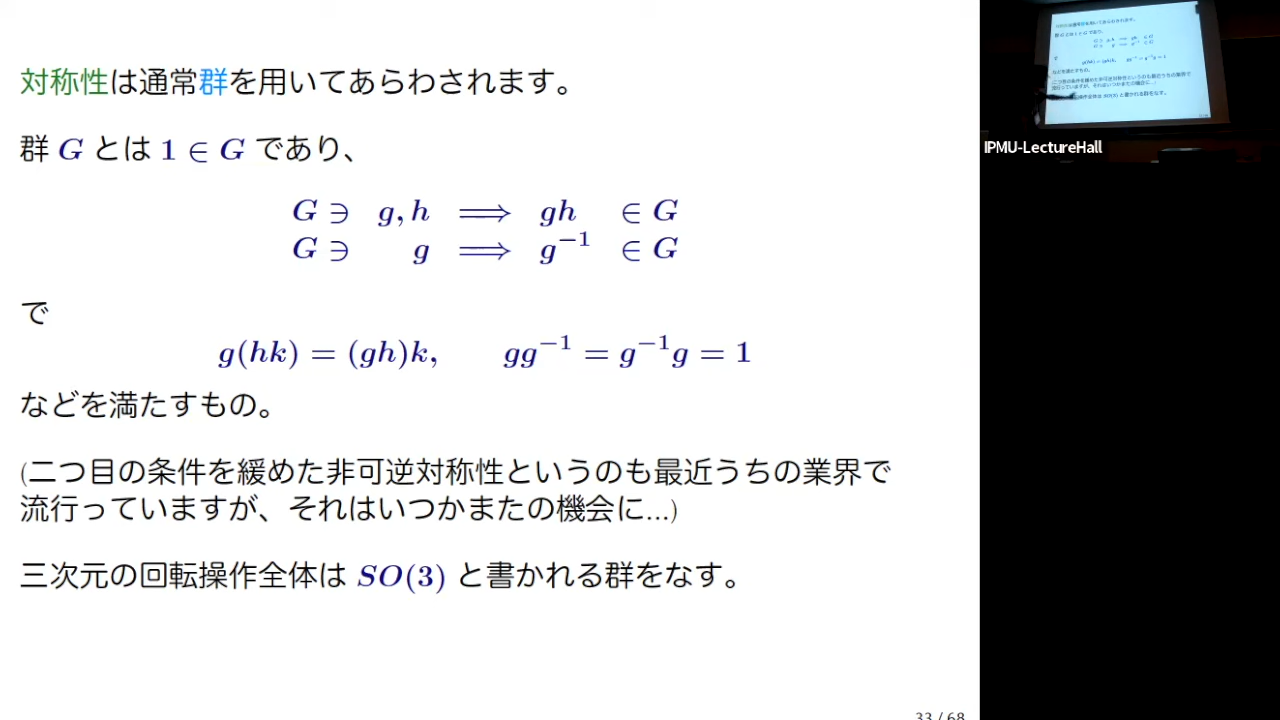 対称性は通常群を用いてあらわされます。
群 G とは 1 ∈ G であり、
G ∋ g, h ⟹ gh ∈ G
G ∋ g ⟹ g⁻¹ ∈ G
で
g(hk) = (gh)k, gg⁻¹ = g⁻¹g = 1
などを満たすもの。
(二つ目の条件を緩めた非可逆対称性というのも最近うちの業界で
流行っていますが、それはいつかまたの機会に...)
三次元の回転操作全体は SO(3) と書かれる群をなす。
33 / 68
IPMU-LectureHall